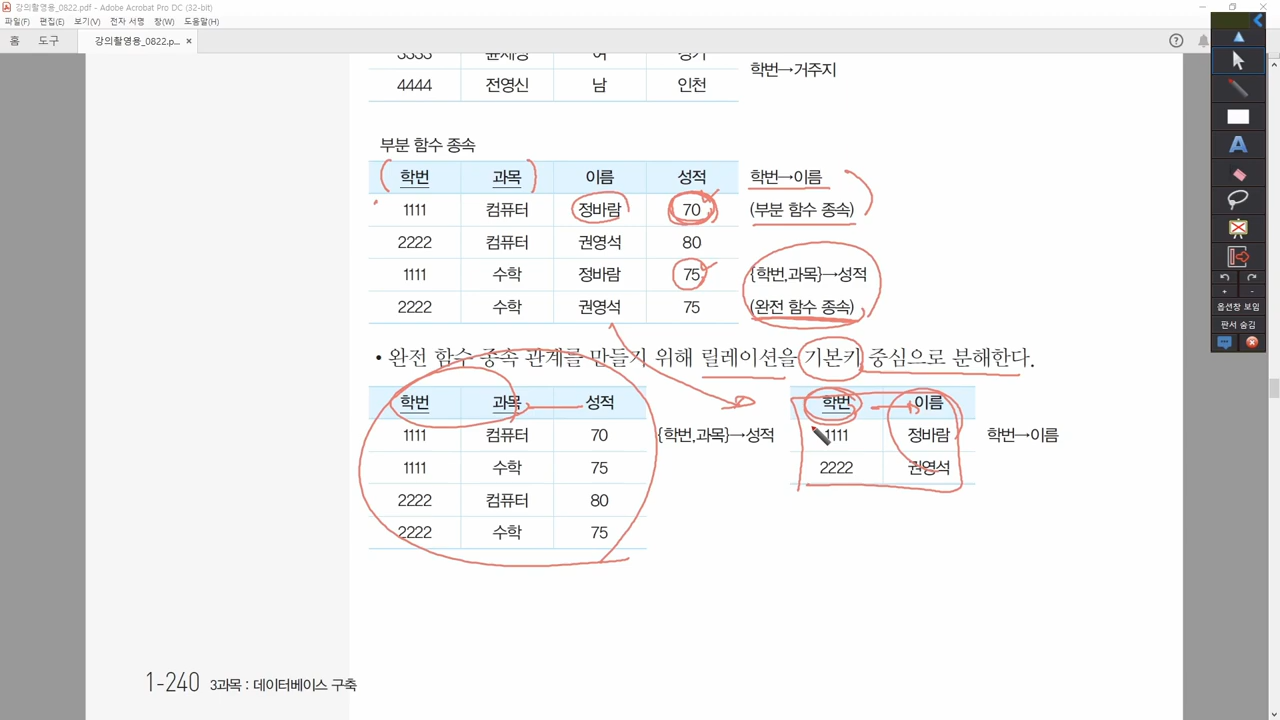 강의촬영용_0822.pdf - Adobe Acrobat Pro DC (32-bit)
파일(F) 편집(E) 보기(V) 전자 서명 창(W) 도움말(H)
홈 도구 강의촬영용_0822.p... ×
4444 전영신 남 인천
학번→거주지
부분 함수 종속
학번 과목 이름 성적 학번→이름
1111 컴퓨터 정바람 70 (부분 함수 종속)
2222 컴퓨터 권영석 80
1111 수학 정바람 75 {학번,과목}→성적
2222 수학 권영석 75 (완전 함수 종속)
• 완전 함수 종속 관계를 만들기 위해 릴레이션을 기본키 중심으로 분해한다.
학번 과목 성적
1111 컴퓨터 70 {학번,과목}→성적
1111 수학 75
2222 컴퓨터 80
2222 수학 75
학번 이름
1111 정바람 학번→이름
2222 권영석
1-240 3과목 : 데이터베이스 구축
A
옵션창 보임
판서 숨김